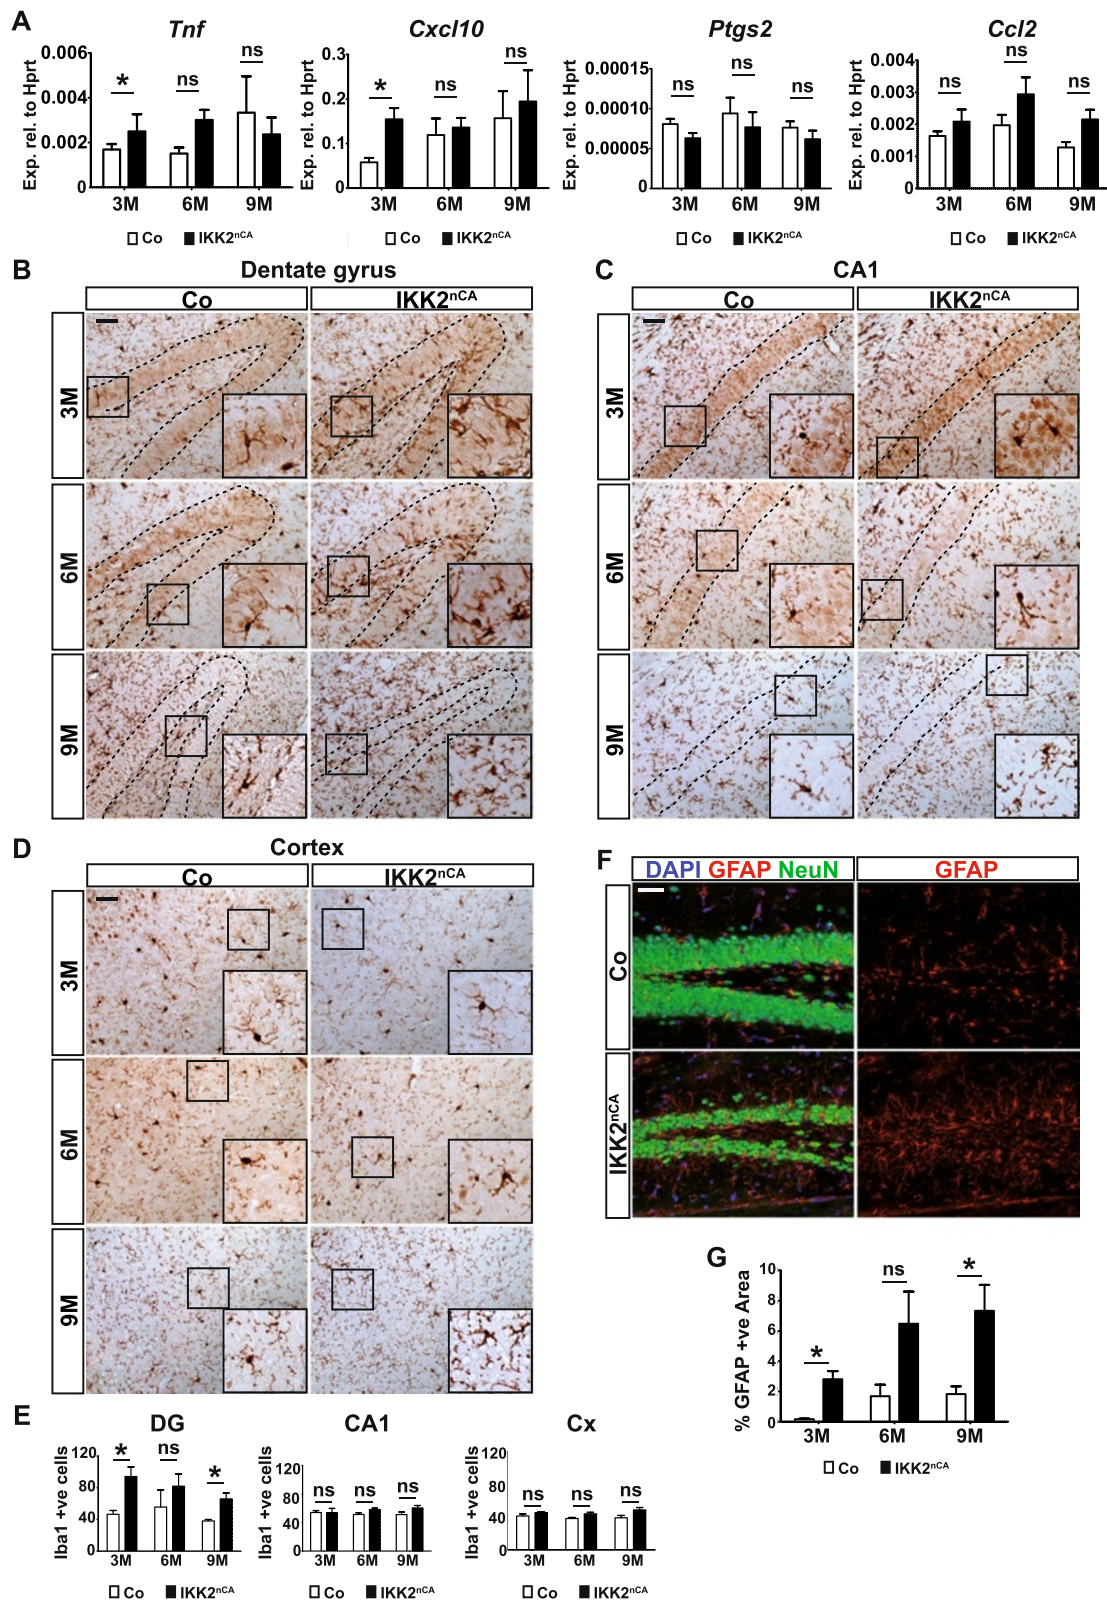 A
Tnf
Cxcl10
Ptgs2
Ccl2
Exp. rel. to Hprt
0.006
0.004
0.002
0
*
ns
ns
3M
6M
9M
Co
IKK2nCA
Exp. rel. to Hprt
0.3
0.2
0.1
0
*
ns
ns
3M
6M
9M
Co
IKK2nCA
Exp. rel. to Hprt
0.00015
0.00010
0.00005
0
ns
ns
ns
3M
6M
9M
Exp. rel. to Hprt
0.004
0.003
0.002
0.001
0
ns
ns
ns
3M
6M
9M
Co
IKK2nCA
B
Dentate gyrus
Co
IKK2nCA
3M
6M
9M
C
CA1
Co
IKK2nCA
3M
6M
9M
D
Cortex
Co
IKK2nCA
3M
6M
9M
F
DAPI GFAP NeuN
GFAP
Co
IKK2nCA
G
% GFAP +ve Area
10
8
6
4
2
0
*
ns
*
3M
6M
9M
Co
IKK2nCA
E
DG
Iba1 +ve cells
120
80
40
0
*
ns
*
3M
6M
9M
Co
IKK2nCA
CA1
Iba1 +ve cells
120
80
40
0
ns
ns
ns
3M
6M
9M
Co
IKK2nCA
Cx
Iba1 +ve cells
120
80
40
0
ns
ns
ns
3M
6M
9M
Co
IKK2nCA